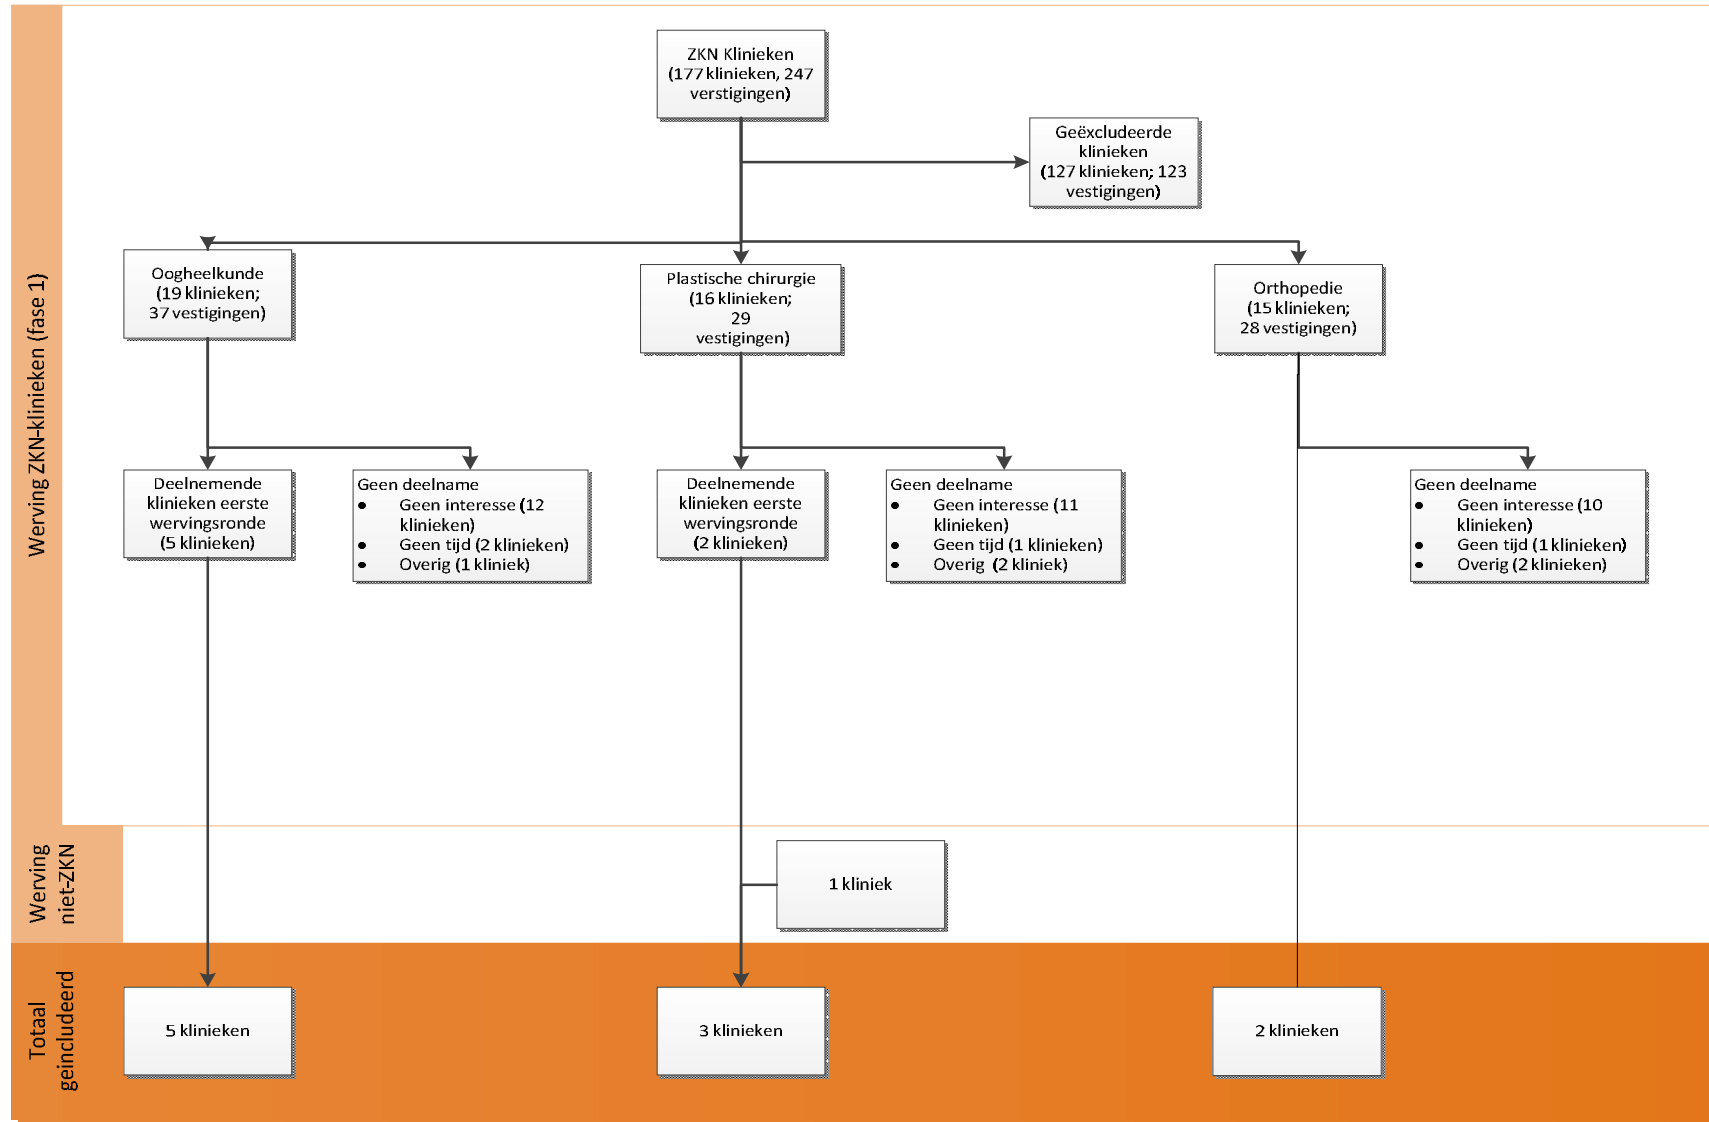 Werving ZKN-klinieken (fase 1)
ZKN Klinieken
(177 klinieken, 247
verstigingen)
Geëxcludeerde
klinieken
(127 klinieken; 123
vestigingen)
Oogheelkunde
(19 klinieken;
37 vestigingen)
Plastische chirurgie
(16 klinieken;
29
vestigingen)
Orthopedie
(15 klinieken;
28 vestigingen)
Deelnemende
klinieken eerste
wervingsronde
(5 klinieken)
Geen deelname
• Geen interesse (12
klinieken)
• Geen tijd (2 klinieken)
• Overig (1 kliniek)
Deelnemende
klinieken eerste
wervingsronde
(2 klinieken)
Geen deelname
• Geen interesse (11
klinieken)
• Geen tijd (1 klinieken)
• Overig (2 kliniek)
Geen deelname
• Geen interesse (10
klinieken)
• Geen tijd (1 klinieken)
• Overig (2 klinieken)
Werving
niet-ZKN
1 kliniek
Totaal
geincludeerd
5 klinieken
3 klinieken
2 klinieken